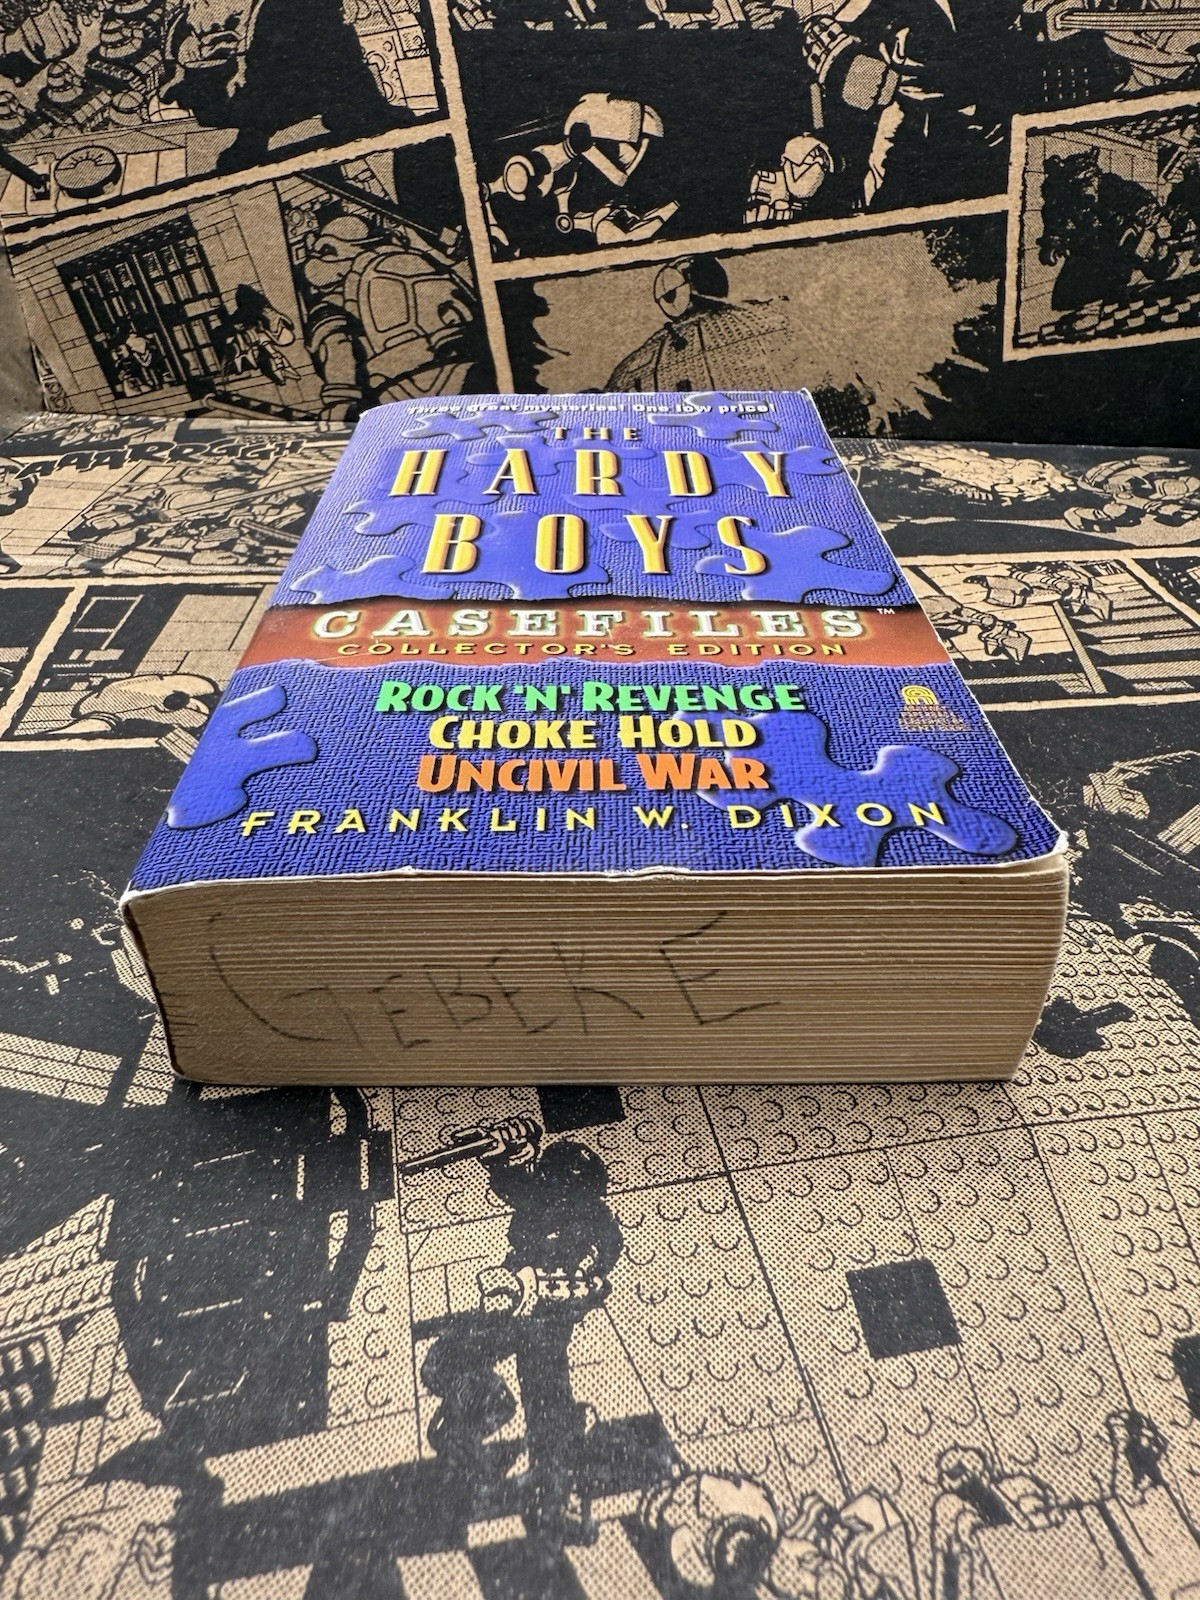 Three great mysteries! One low price!
THE
HARDY
BOYS
CASEFILES™
COLLECTOR'S EDITION
ROCK 'N' REVENGE
CHOKE HOLD
UNCIVIL WAR
FRANKLIN W. DIXON
GEBEKE